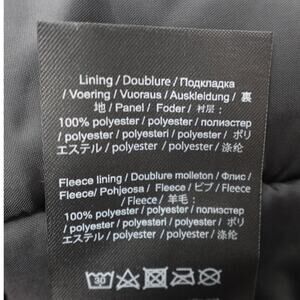 Lining / Doublure / Подкладка
/ Voering / Vuoraus / Auskleidung / 裏
地 / Panel / Foder / 衬层:
100% polyester / polyester / полиэстер
/ polyester / polyesteri / polyester / ポリ
エステル / polyester / polyester / 涤纶
Fleece lining / Doublure molleton / Флис /
Fleece / Pohjeosa / Fleece / ピブ / Fleece
/ Fleece / 羊毛:
100% polyester / polyester / полиэстер
/ polyester / polyesteri / polyester / ポリ
エステル / polyester / polyester / 涤纶
30